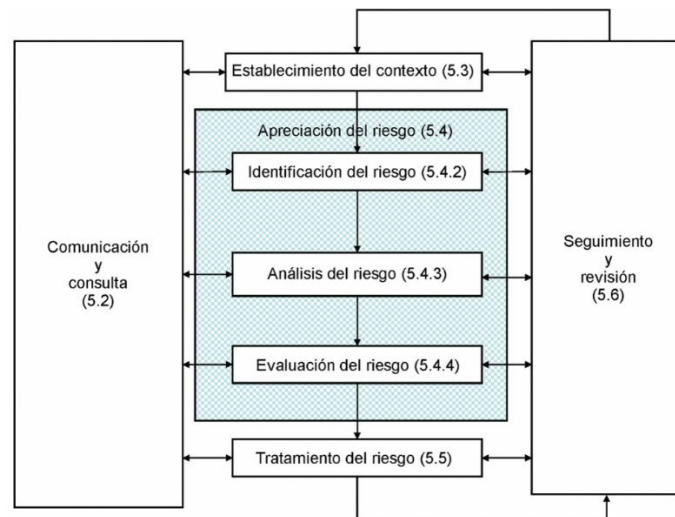 Establecimiento del contexto (5.3)
Apreciación del riesgo (5.4)
Identificación del riesgo (5.4.2)
Comunicación
y
consulta
(5.2)
Análisis del riesgo (5.4.3)
Seguimiento
y
revisión
(5.6)
Evaluación del riesgo (5.4.4)
Tratamiento del riesgo (5.5)